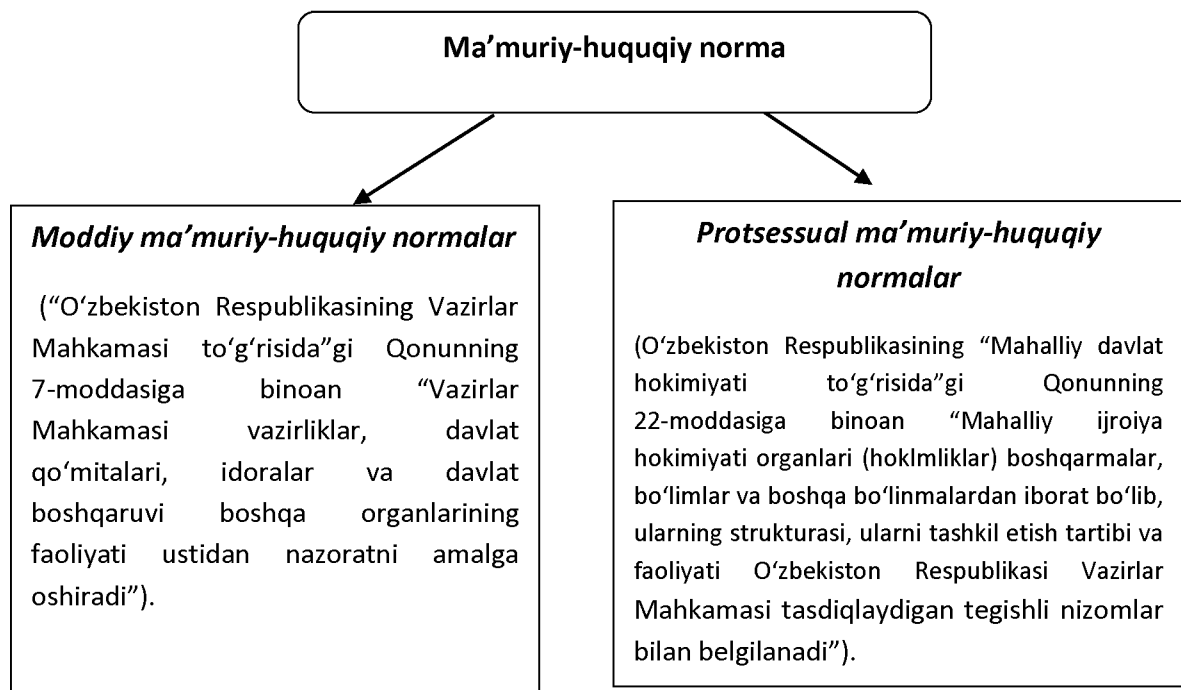 Ma’muriy-huquqiy norma
Moddiy ma’muriy-huquqiy normalar
(“O‘zbekiston Respublikasining Vazirlar
Mahkamasi to‘g‘risida”gi Qonunning
7-moddasiga binoan “Vazirlar
Mahkamasi vazirliklar, davlat
qo‘mitalari, idoralar va davlat
boshqaruvi boshqa organlarining
faoliyati ustidan nazoratni amalga
oshiradi”).
Protsessual ma’muriy-huquqiy
normalar
(O‘zbekiston Respublikasining “Mahalliy davlat
hokimiyati to‘g‘risida”gi Qonunning
22-moddasiga binoan “Mahalliy ijroiya
hokimiyati organlari (hoklmliklar) boshqarmalar,
bo‘limlar va boshqa bo‘linmalardan iborat bo‘lib,
ularning strukturasi, ularni tashkil etish tartibi va
faoliyati O‘zbekiston Respublikasi Vazirlar
Mahkamasi tasdiqlaydigan tegishli nizomlar
bilan belgilanadi”).